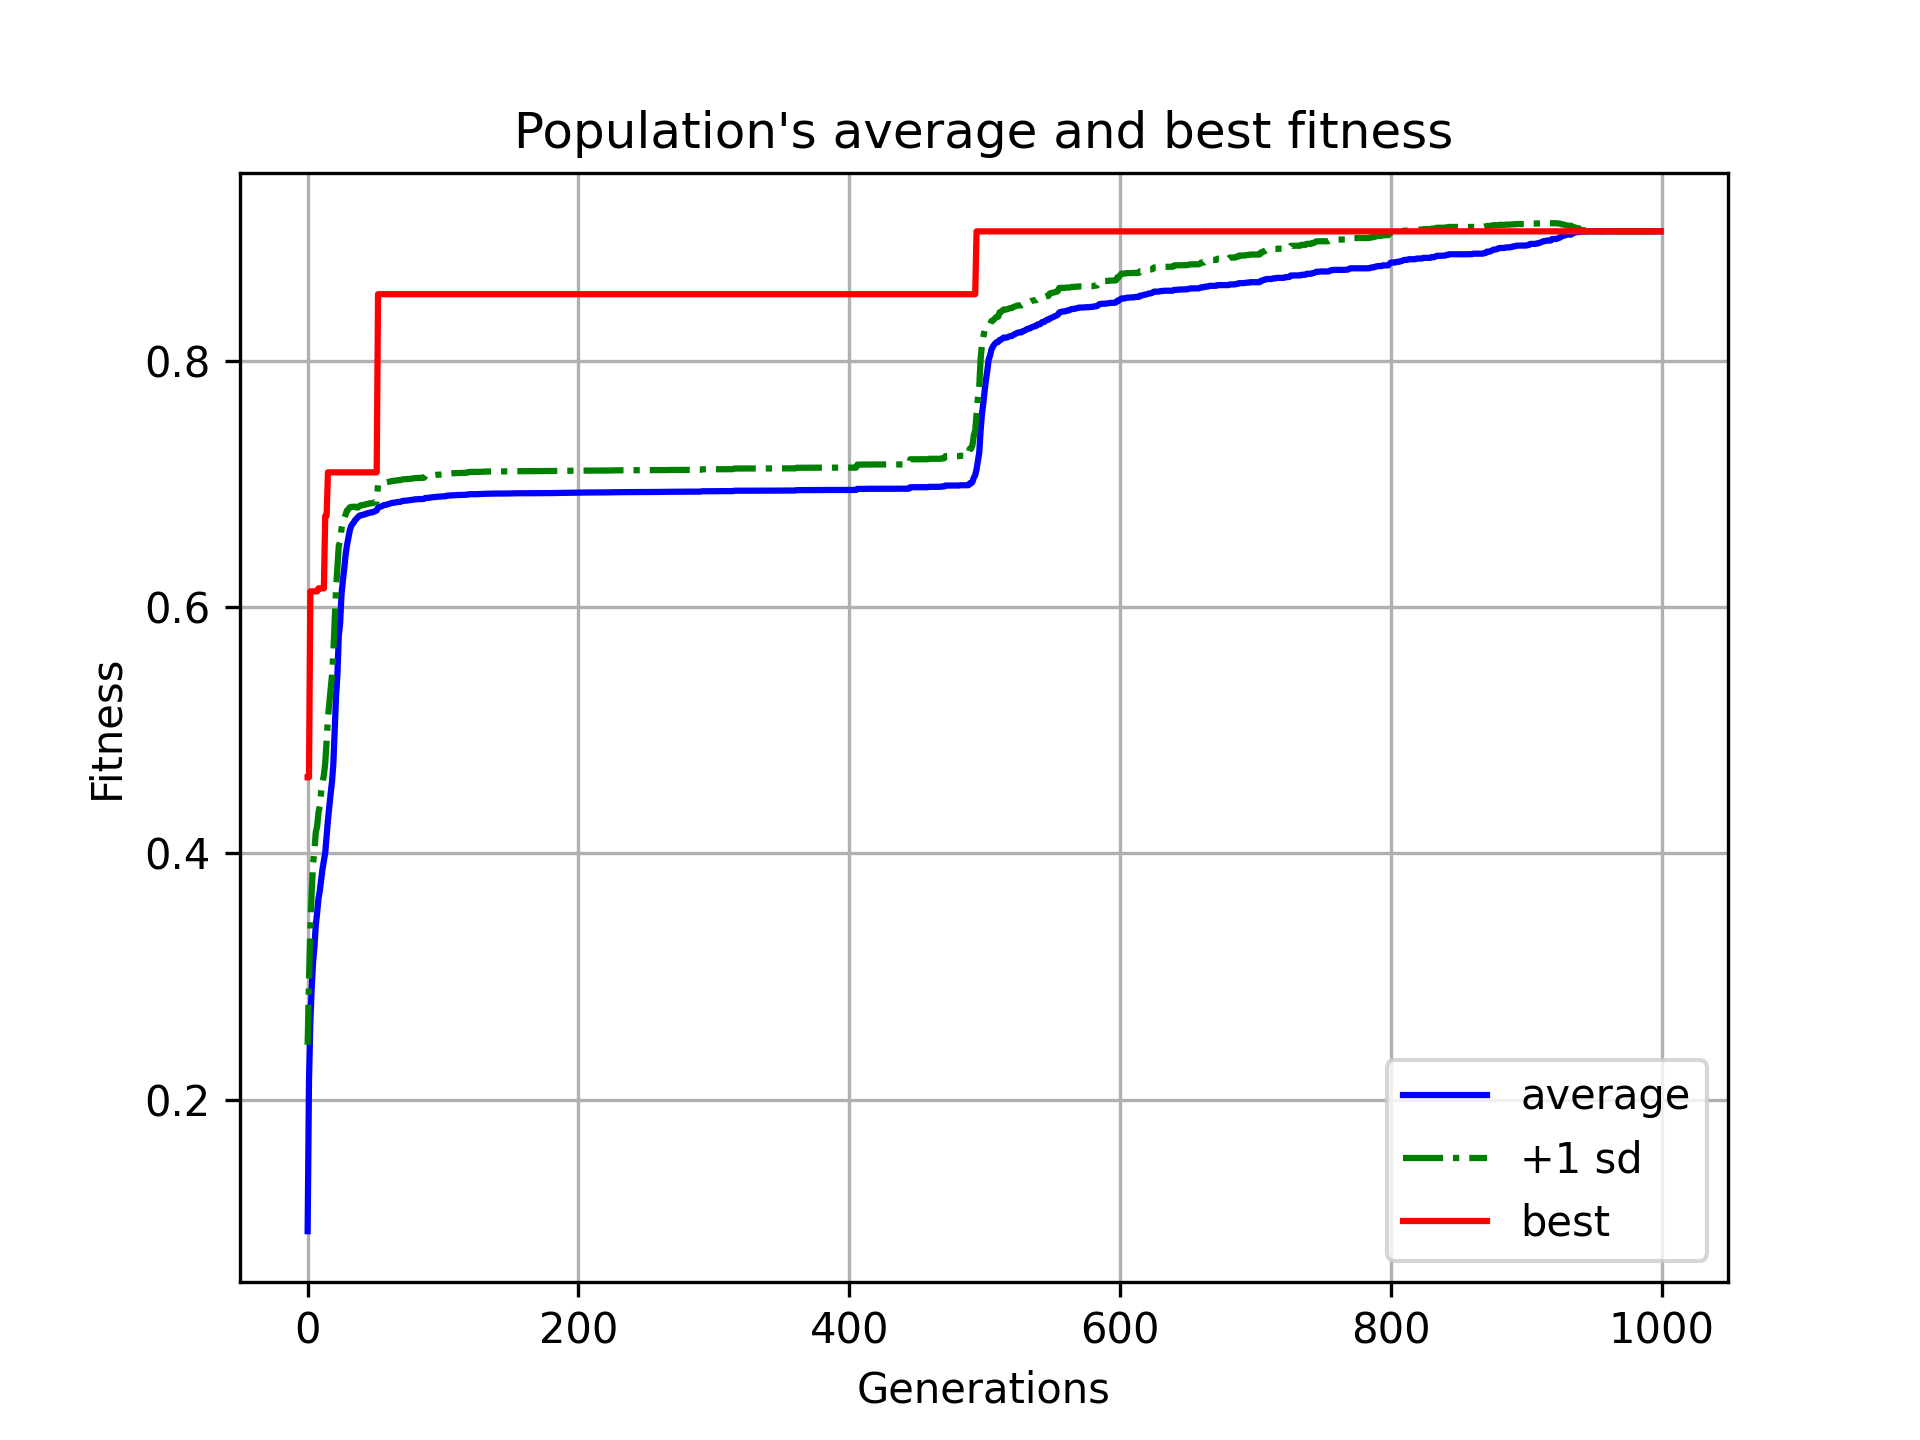 Population's average and best fitness
Fitness
0.8
0.6
0.4
0.2
0 200 400 600 800 1000
Generations
average
+1 sd
best